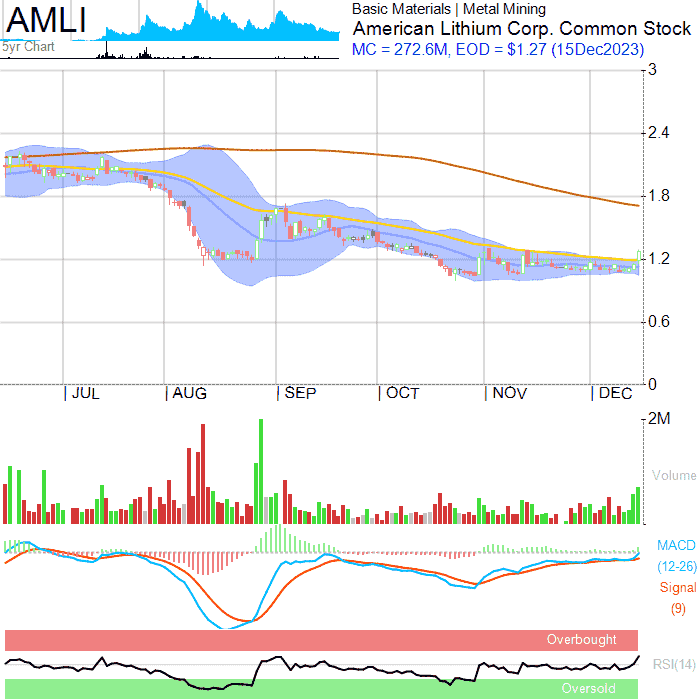 AMLI
5yr Chart
Basic Materials | Metal Mining
American Lithium Corp. Common Stock
MC = 272.6M, EOD = $1.27 (15Dec2023)
3
2.4
1.8
1.2
0.6
0
| JUL | AUG | SEP | OCT | NOV | DEC
2M
Volume
MACD
(12-26)
Signal
(9)
Overbought
RSI(14)
Oversold